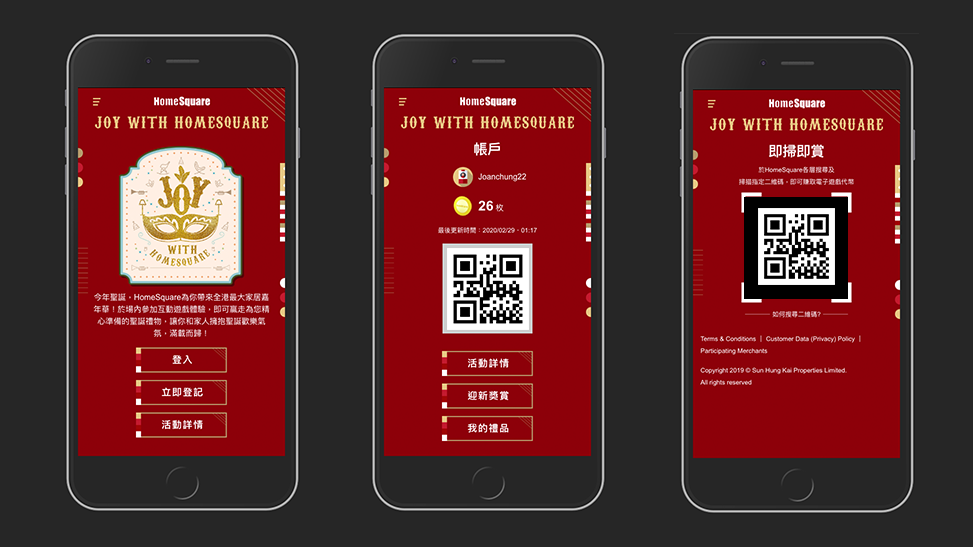 HomeSquare
JOY WITH HOMESQUARE
JOY
WITH
HOMESQUARE
今年聖誕，HomeSquare為你帶來全港最大家居嘉
年華！於場內參加互動遊戲體驗，即可贏走為您精
心準備的聖誕禮物，讓你和家人擁抱聖誕歡樂氣
氛，滿載而歸！
登入
立即登記
活動詳情
HomeSquare
JOY WITH HOMESQUARE
帳戶
Joanchung22
26 枚
最後更新時間：2020/02/29，01:17
活動詳情
迎新獎賞
我的禮品
HomeSquare
JOY WITH HOMESQUARE
即掃即賞
於HomeSquare各層搜尋及
掃描指定二維碼，即可賺取電子遊戲代幣
如何搜尋二維碼?
Terms & Conditions | Customer Data (Privacy) Policy |
Participating Merchants
Copyright 2019 © Sun Hung Kai Properties Limited.
All rights reserved